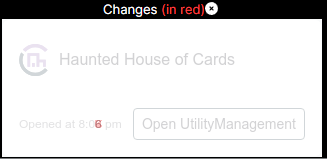 Changes (in red)
Haunted House of Cards
Opened at 8:06 pm
Open UtilityManagement